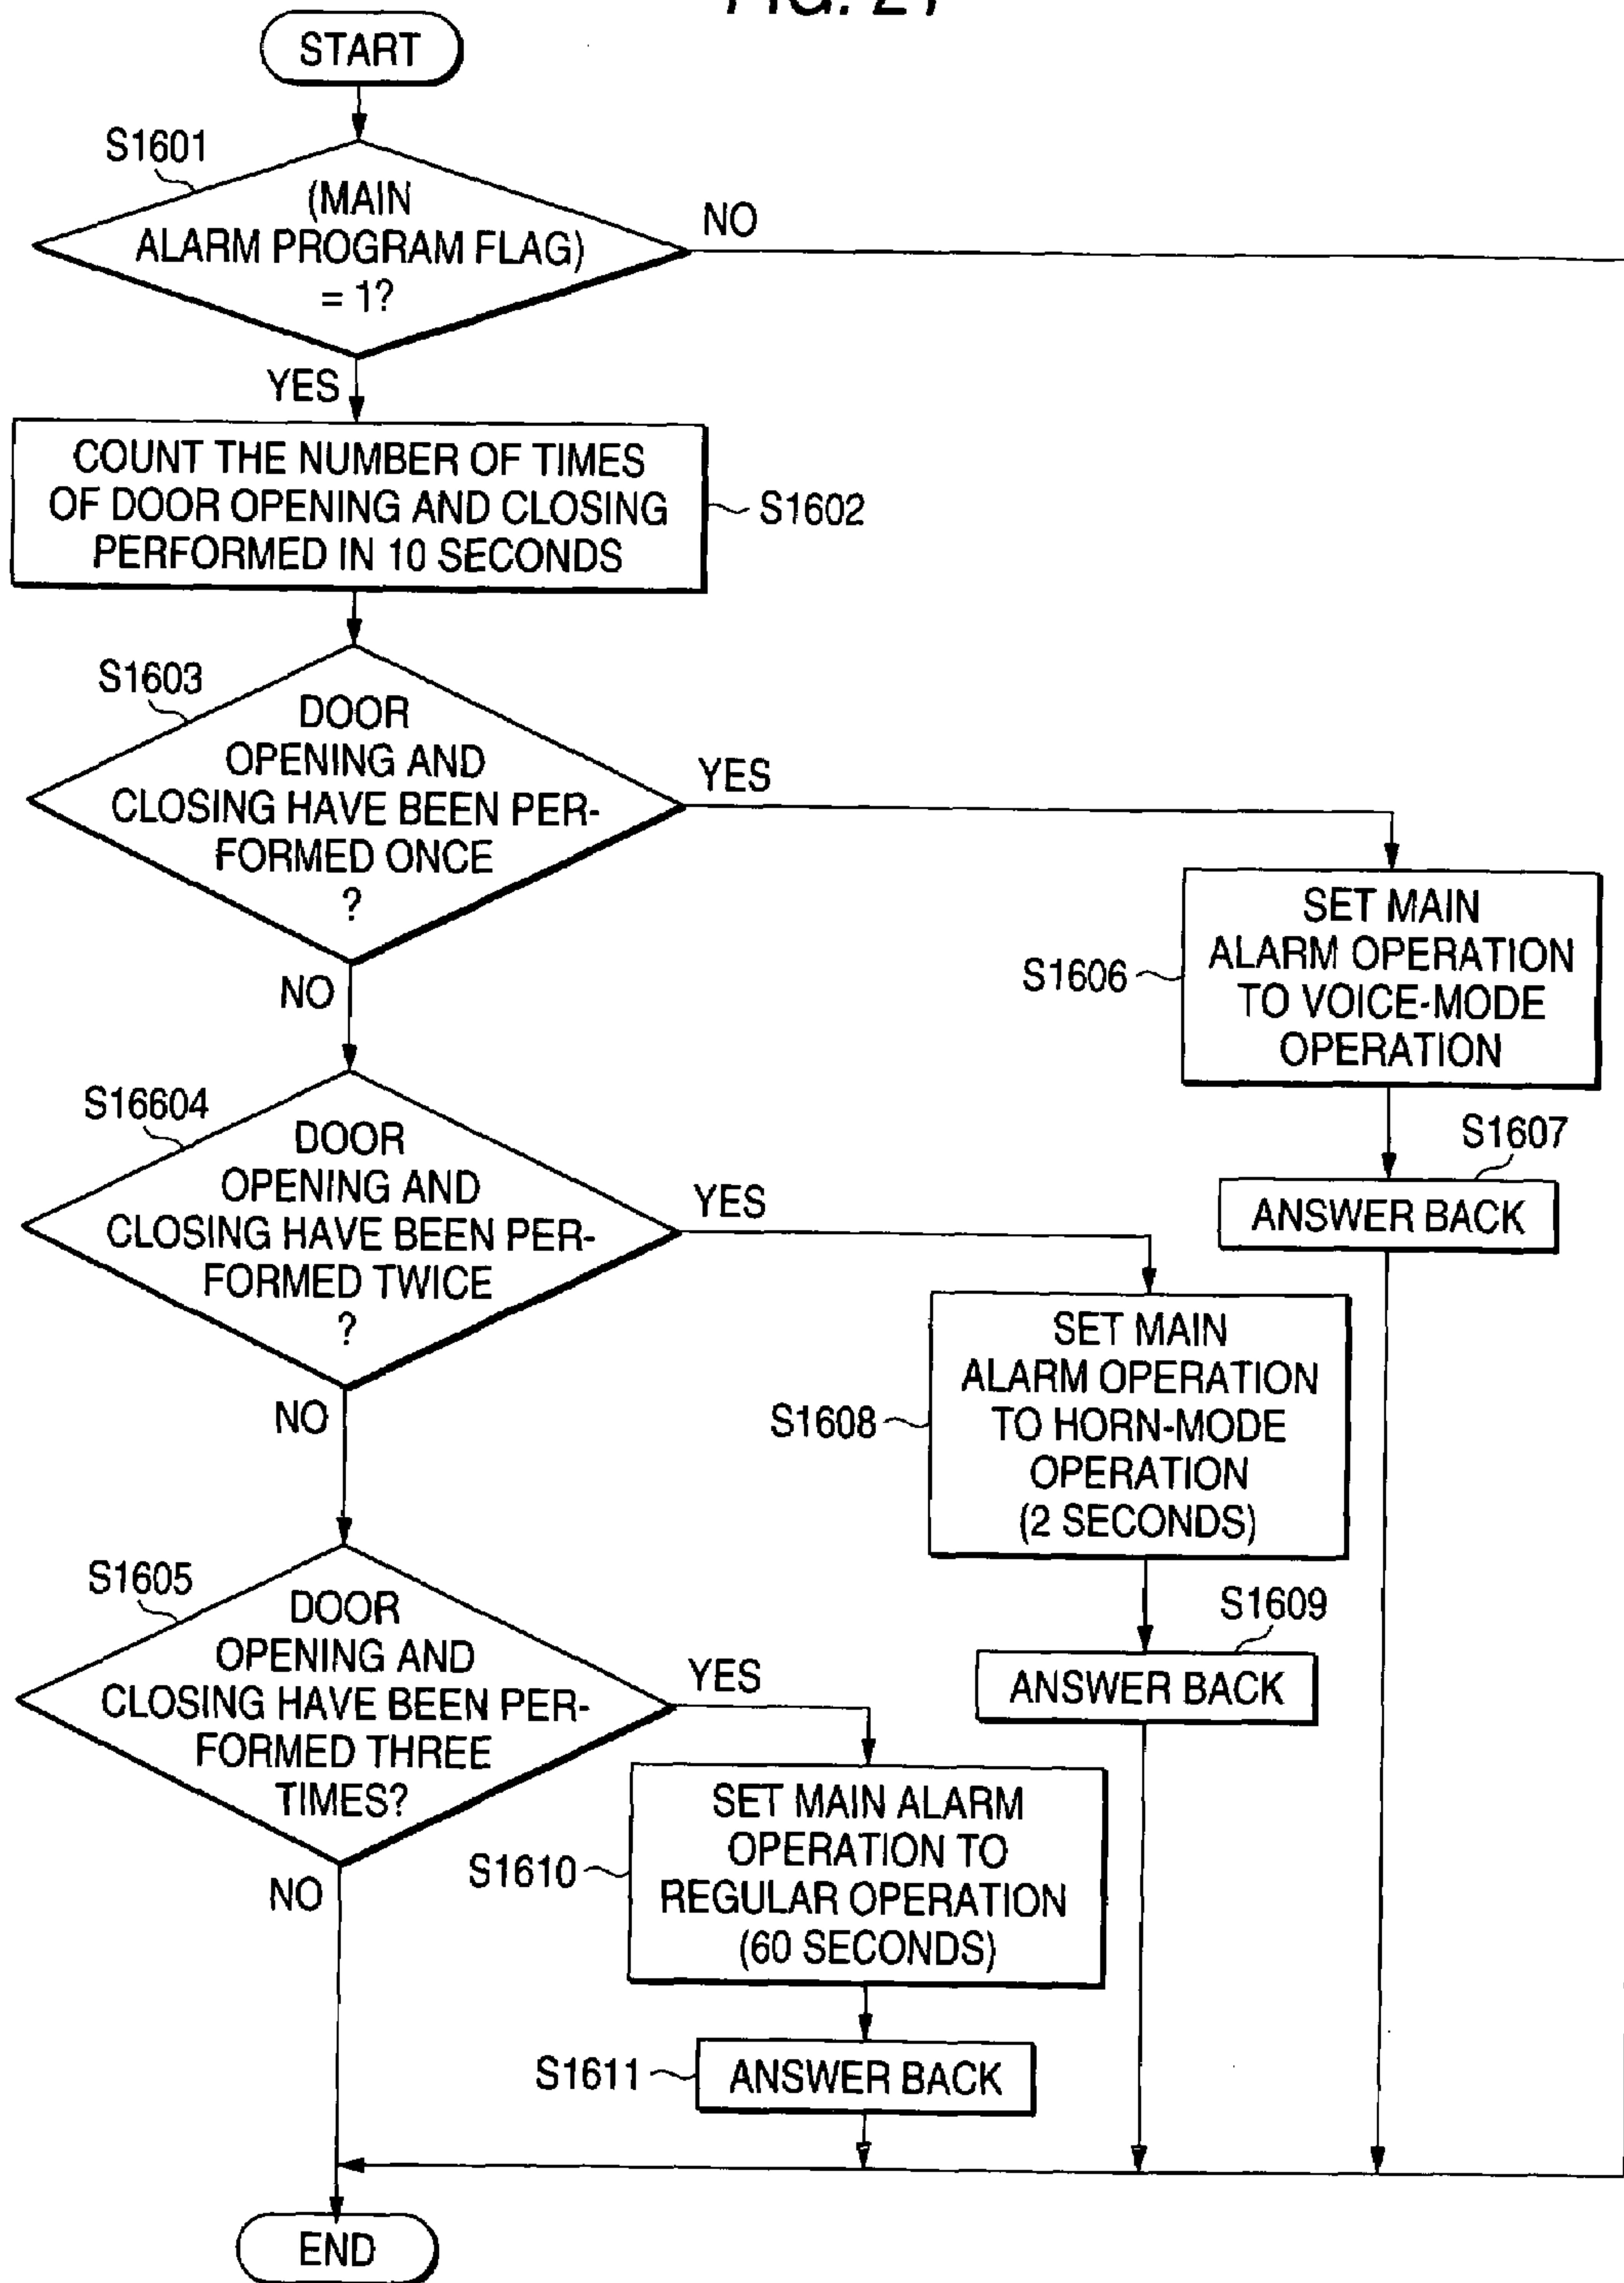 FIG. 21
START
S1601
(MAIN
ALARM PROGRAM FLAG)
= 1?
NO
YES
COUNT THE NUMBER OF TIMES
OF DOOR OPENING AND CLOSING
PERFORMED IN 10 SECONDS
S1602
S1603
DOOR
OPENING AND
CLOSING HAVE BEEN PER-
FORMED ONCE
?
YES
NO
S1606
SET MAIN
ALARM OPERATION
TO VOICE-MODE
OPERATION
S1607
ANSWER BACK
S16604
DOOR
OPENING AND
CLOSING HAVE BEEN PER-
FORMED TWICE
?
YES
NO
S1608
SET MAIN
ALARM OPERATION
TO HORN-MODE
OPERATION
(2 SECONDS)
S1609
ANSWER BACK
S1605
DOOR
OPENING AND
CLOSING HAVE BEEN PER-
FORMED THREE
TIMES?
YES
NO
S1610
SET MAIN ALARM
OPERATION TO
REGULAR OPERATION
(60 SECONDS)
S1611
ANSWER BACK
END